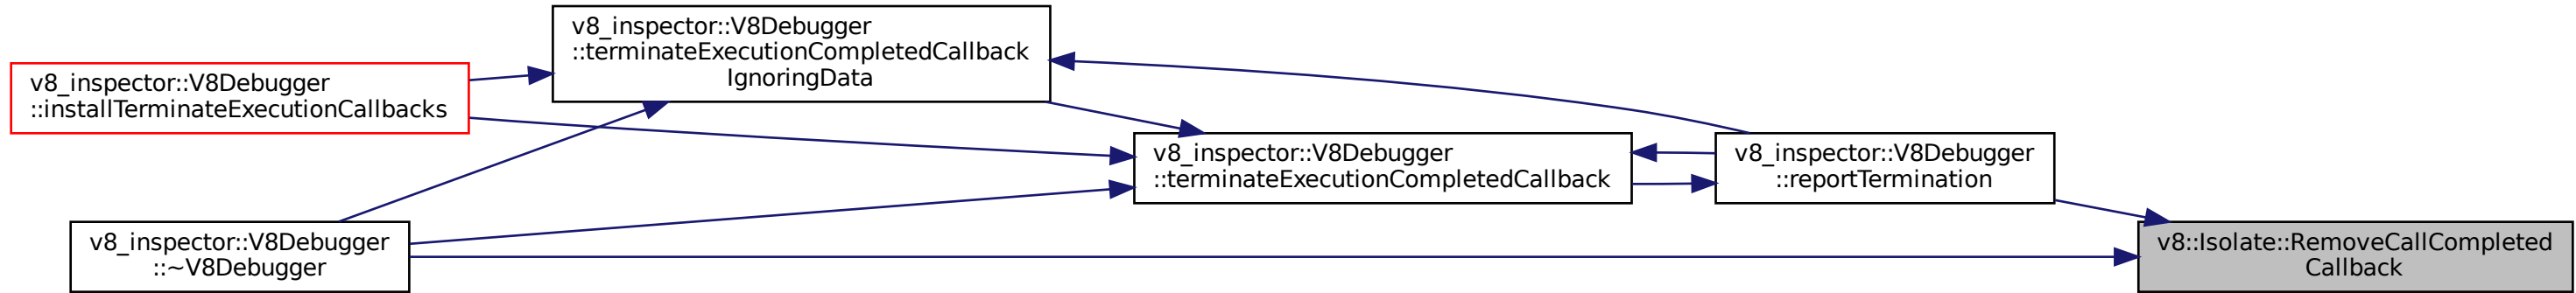 v8_inspector::V8Debugger
::terminateExecutionCompletedCallback
IgnoringData
v8_inspector::V8Debugger
::installTerminateExecutionCallbacks
v8_inspector::V8Debugger
::terminateExecutionCompletedCallback
v8_inspector::V8Debugger
::reportTermination
v8_inspector::V8Debugger
::~V8Debugger
v8::Isolate::RemoveCallCompleted
Callback